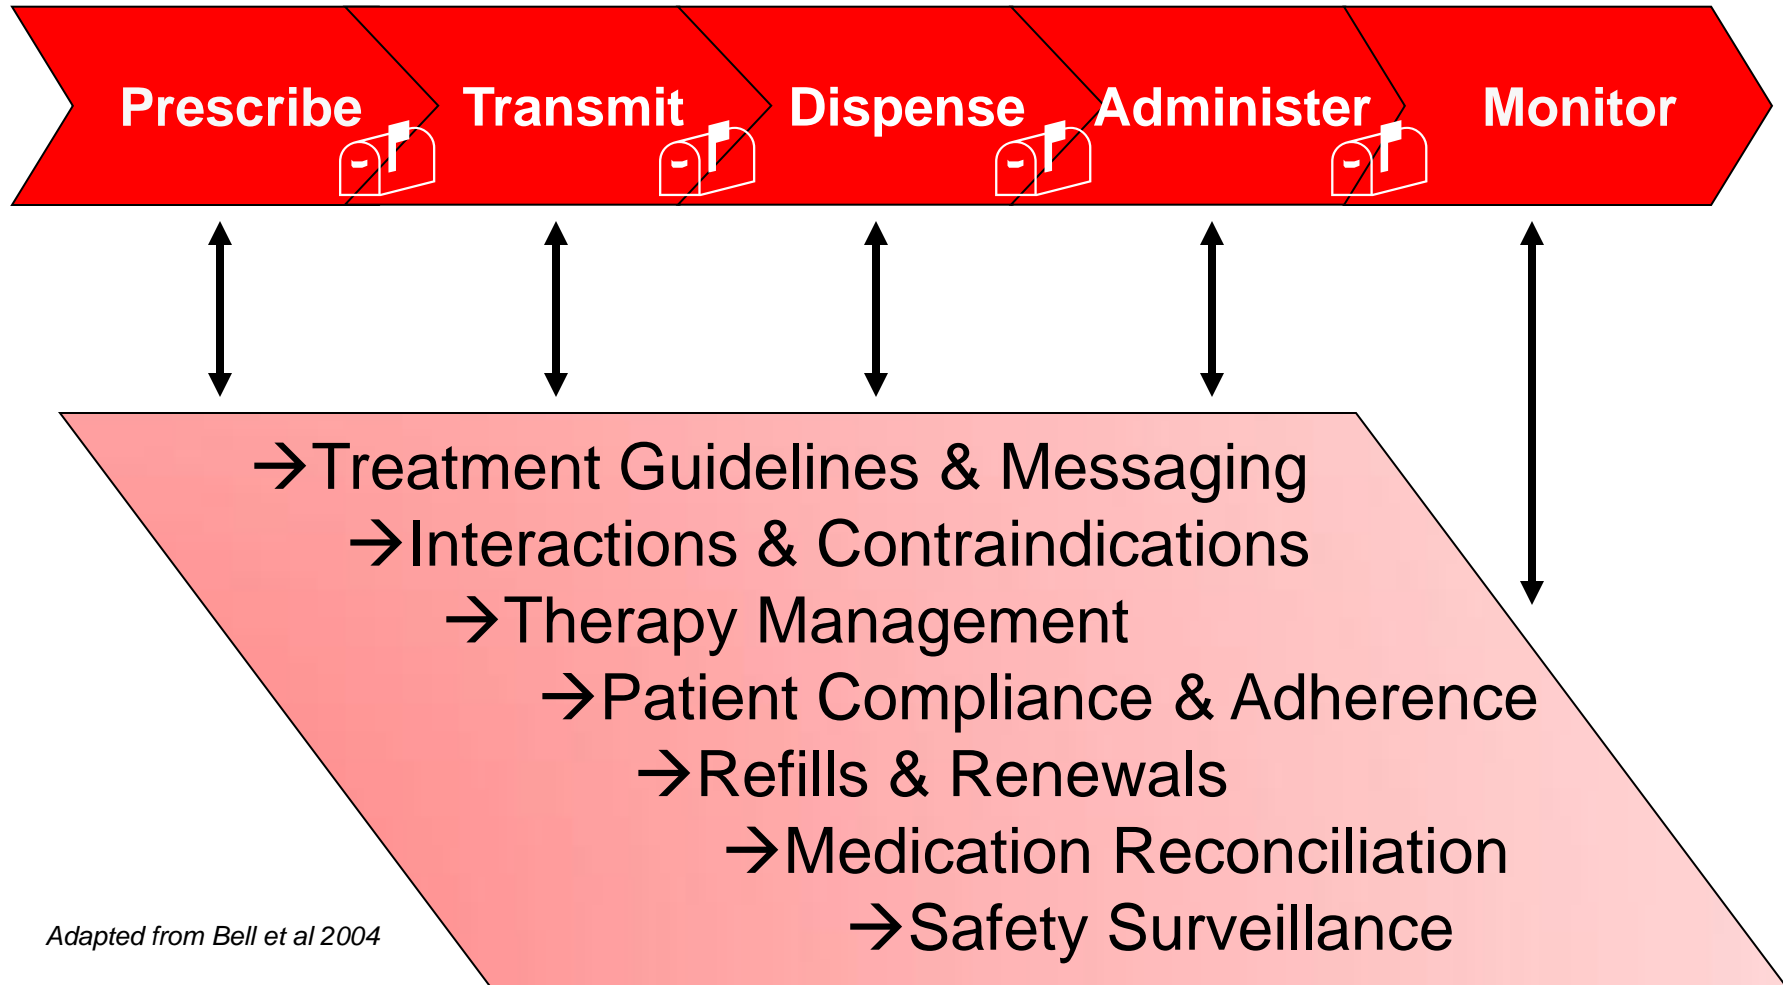 Prescribe Transmit Dispense Administer Monitor
→Treatment Guidelines & Messaging
→Interactions & Contraindications
→Therapy Management
→Patient Compliance & Adherence
→Refills & Renewals
→Medication Reconciliation
→Safety Surveillance
Adapted from Bell et al 2004